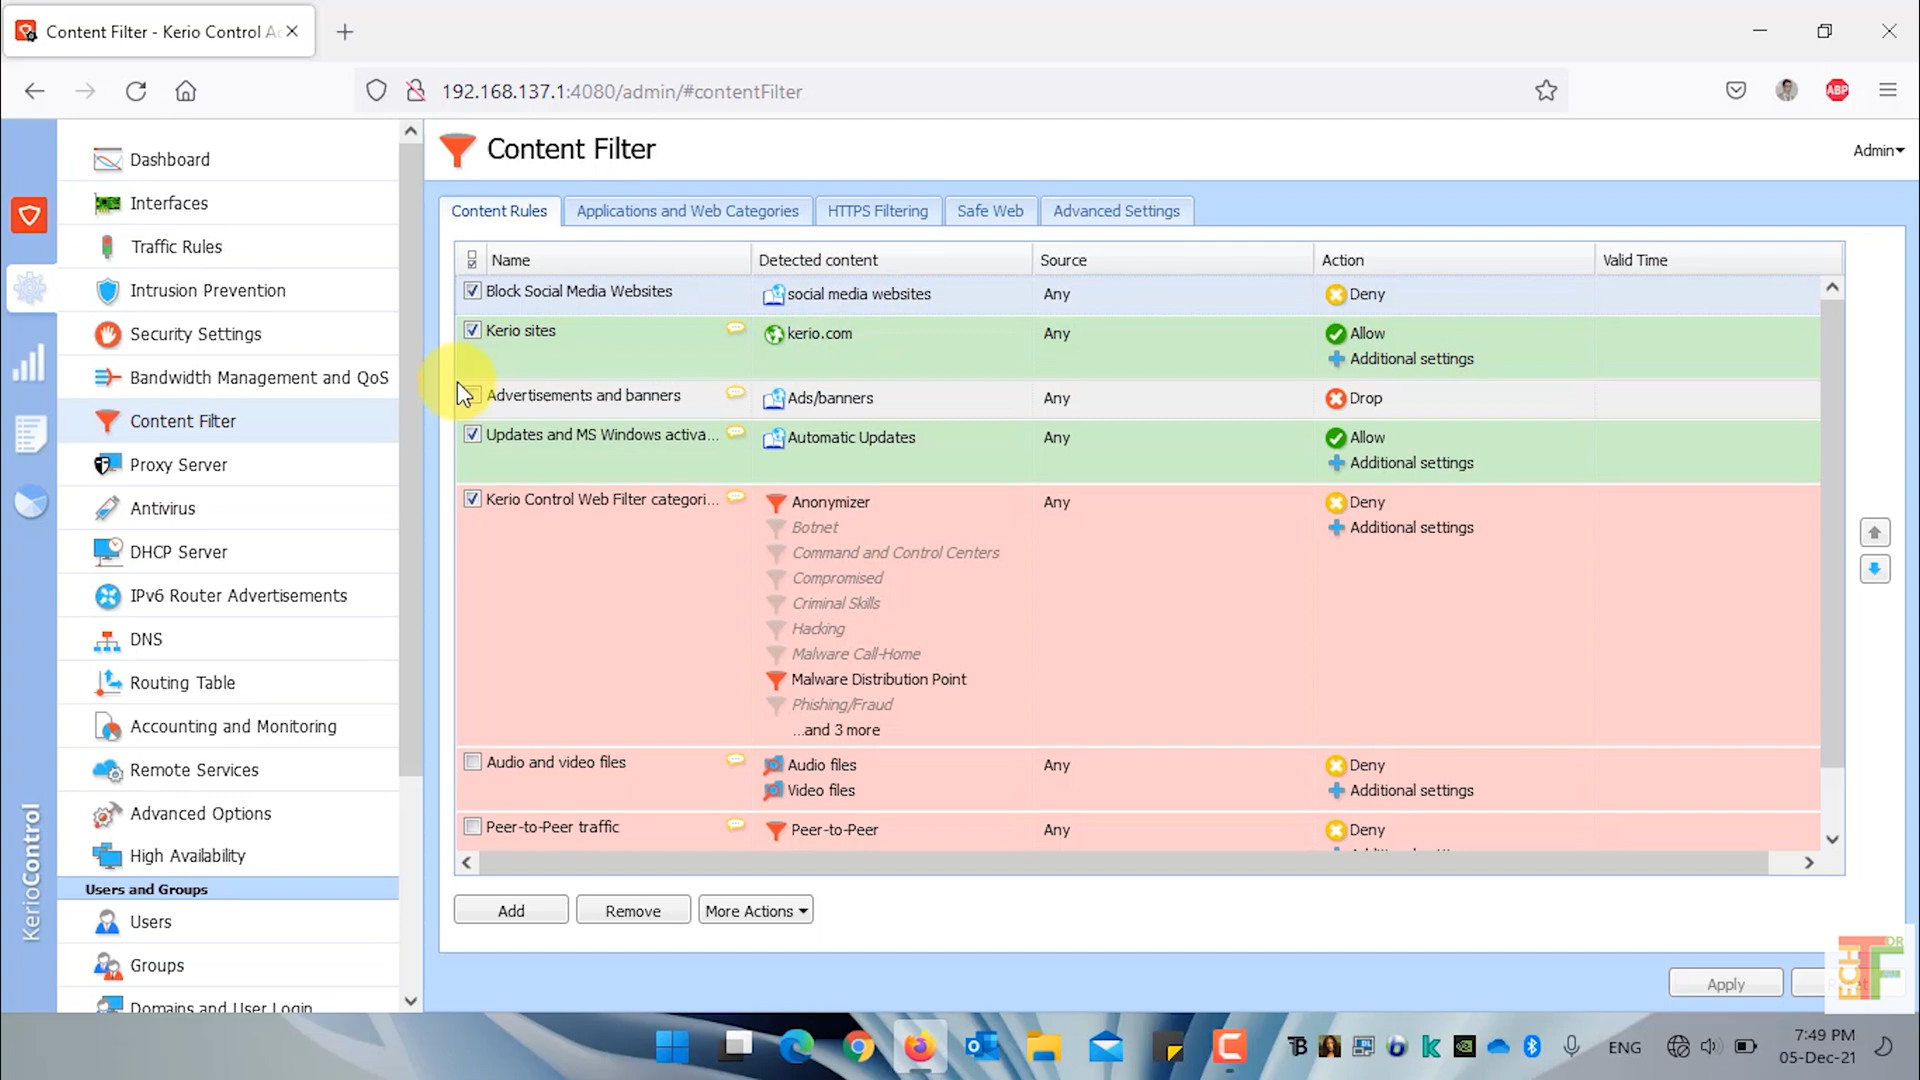 Content Filter - Kerio Control Ad
192.168.137.1:4080/admin/#contentFilter
ABP
Dashboard
Interfaces
Traffic Rules
Intrusion Prevention
Security Settings
Bandwidth Management and QoS
Content Filter
Proxy Server
Antivirus
DHCP Server
IPv6 Router Advertisements
DNS
Routing Table
Accounting and Monitoring
Remote Services
Advanced Options
High Availability
Users and Groups
Users
Groups
Domains and User Login
KerioControl
Content Filter
Admin
Content Rules
Applications and Web Categories
HTTPS Filtering
Safe Web
Advanced Settings
Name
Detected content
Source
Action
Valid Time
Block Social Media Websites
social media websites
Any
Deny
Kerio sites
kerio.com
Any
Allow
Additional settings
Advertisements and banners
Ads/banners
Any
Drop
Updates and MS Windows activa...
Automatic Updates
Any
Allow
Additional settings
Kerio Control Web Filter categori...
Anonymizer
Any
Deny
Botnet
Additional settings
Command and Control Centers
Compromised
Criminal Skills
Hacking
Malware Call-Home
Malware Distribution Point
Phishing/Fraud
...and 3 more
Audio and video files
Audio files
Any
Deny
Video files
Additional settings
Peer-to-Peer traffic
Peer-to-Peer
Any
Deny
Add
Remove
More Actions
Apply
TECH
FOR
ENG
7:49 PM
05-Dec-21